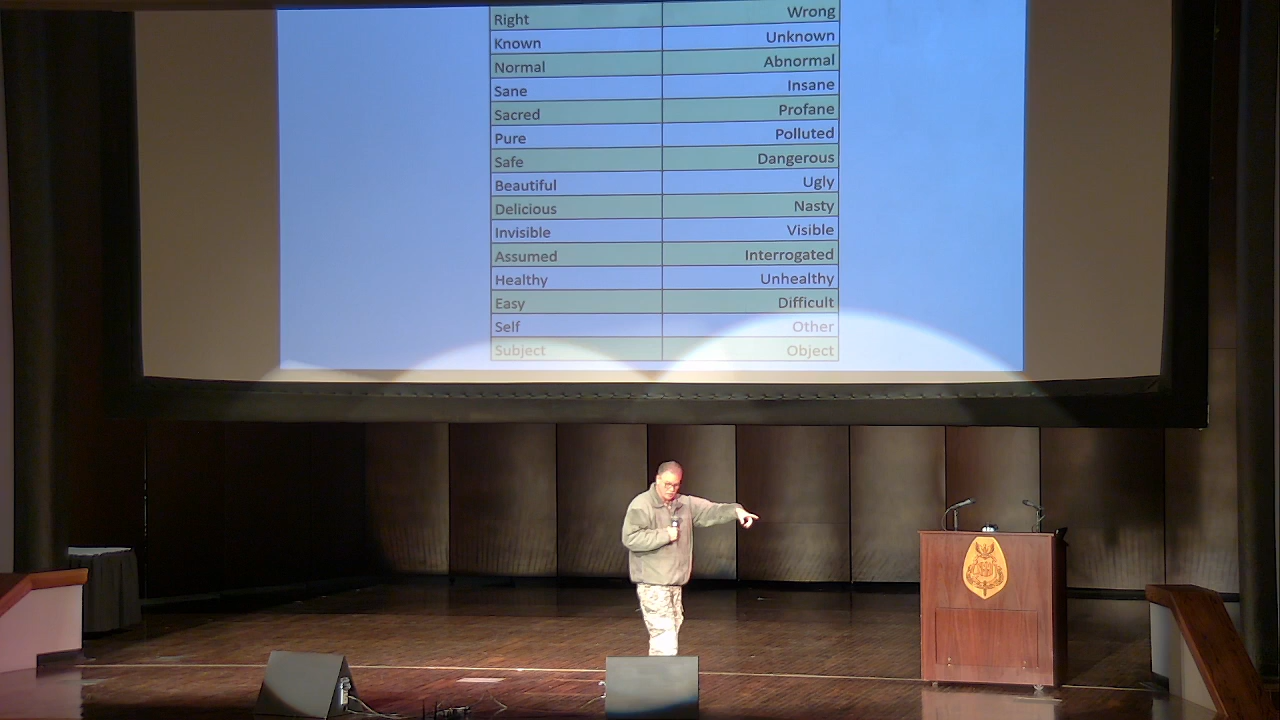 Right Wrong
Known Unknown
Normal Abnormal
Sane Insane
Sacred Profane
Pure Polluted
Safe Dangerous
Beautiful Ugly
Delicious Nasty
Invisible Visible
Assumed Interrogated
Healthy Unhealthy
Easy Difficult
Self Other
Subject Object